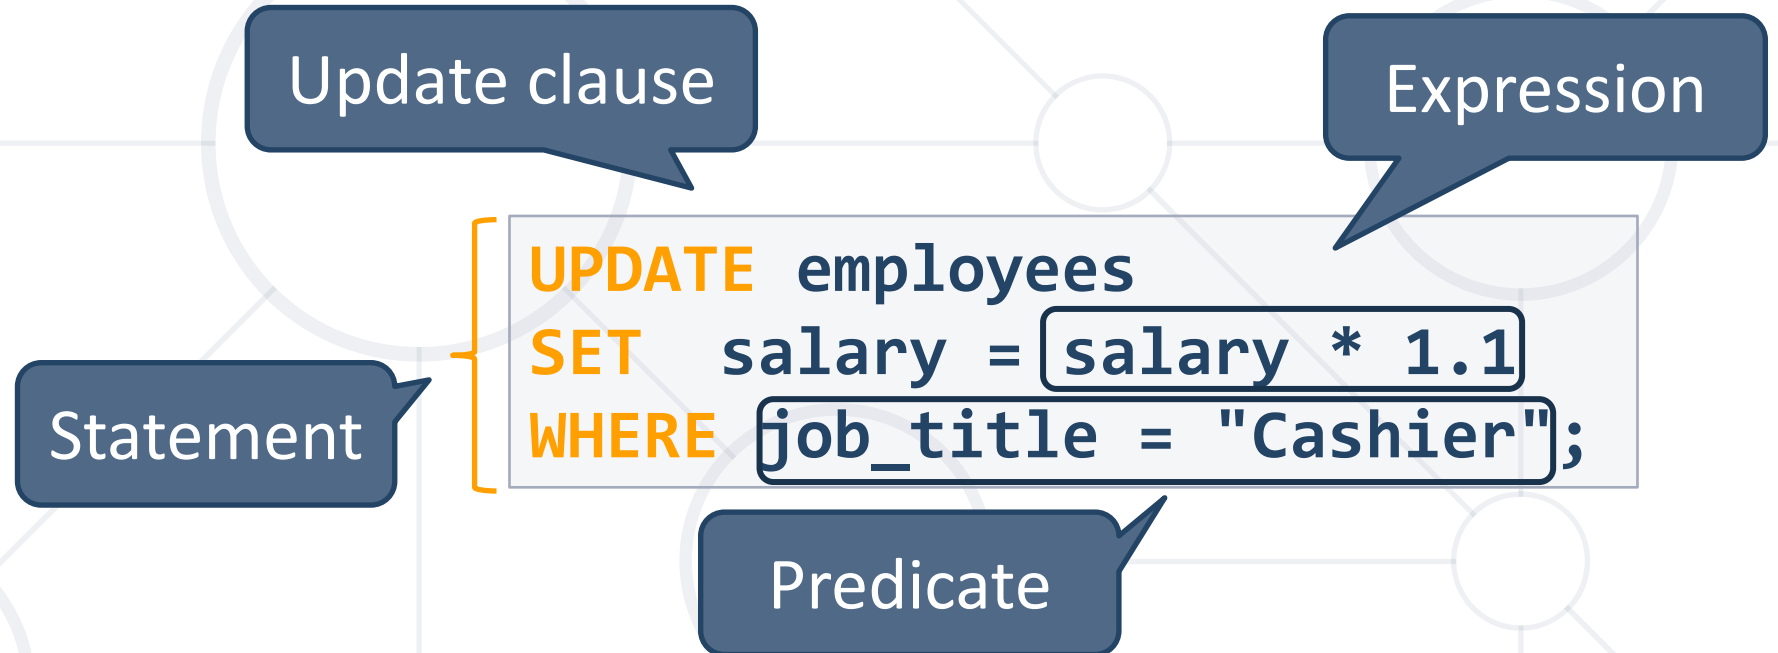 Update clause
Expression
UPDATE employees
SET salary = salary * 1.1
WHERE job_title = "Cashier";
Statement
Predicate